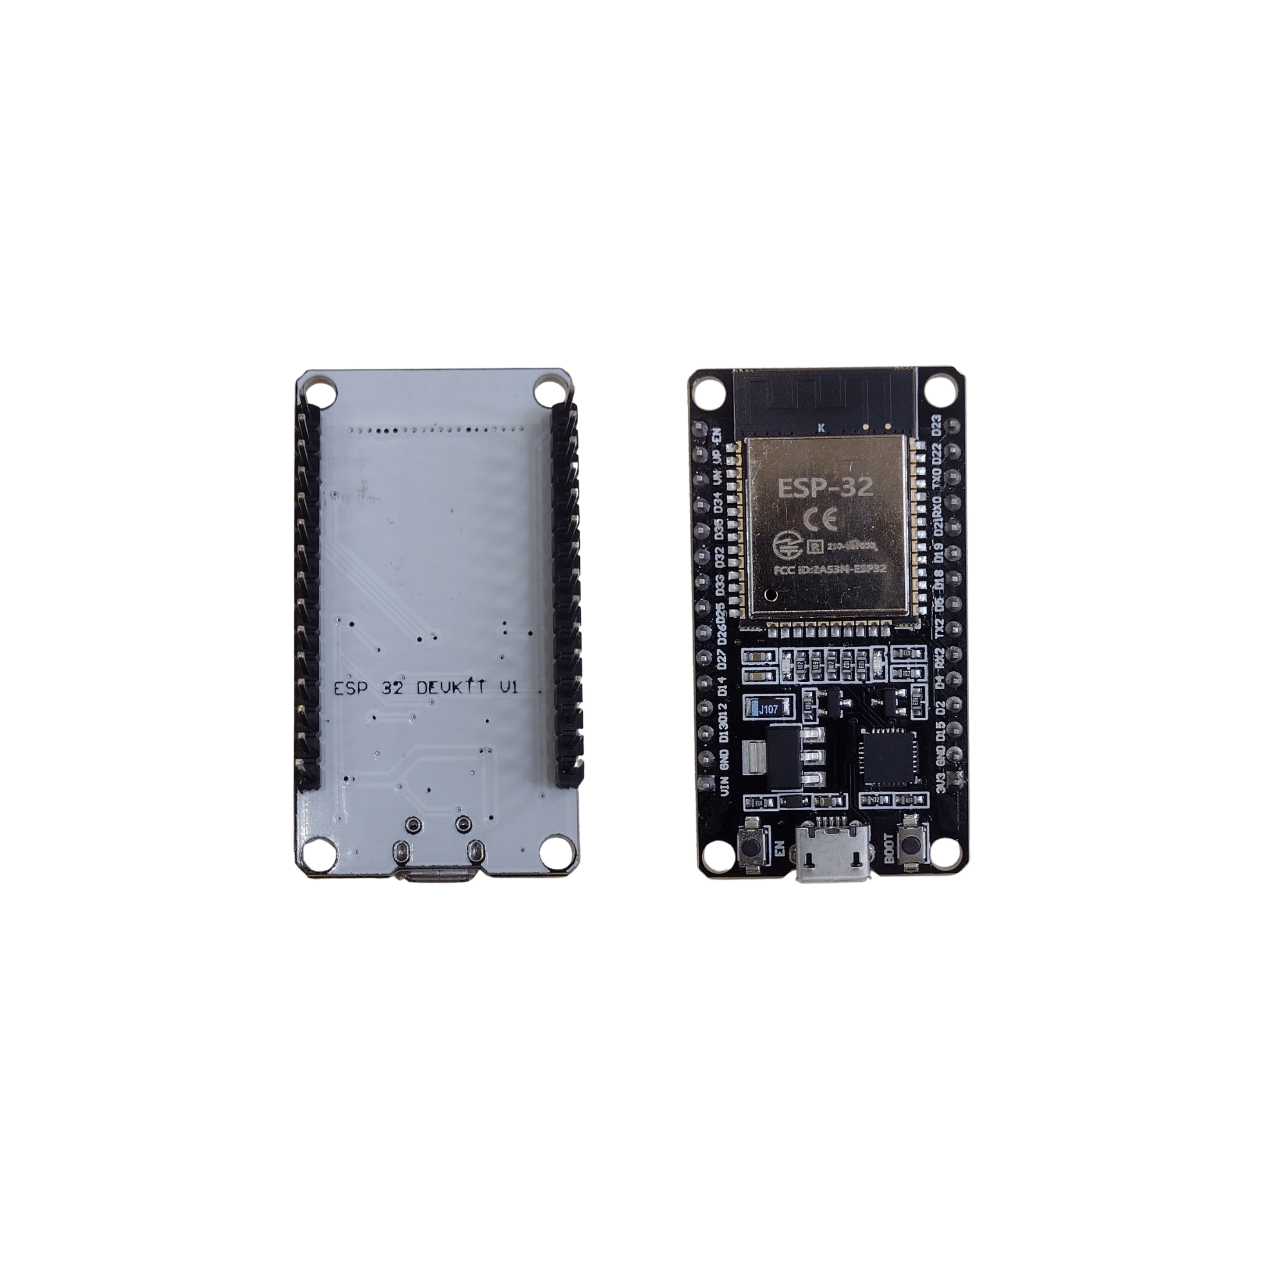 ESP 32 DEVKIT V1
K
ESP-32
CE
R
FCC ID:2A53N-ESP32
EN
VP
VN
D34
D35
D32
D33
D25
D26
D27
D14
D12
D13
GND
VIN
D23
D22
TX0
RX0
D21
D19
D18
D5
TX2
RX2
D4
D2
D15
GND
3V3
J107
EN
BOOT